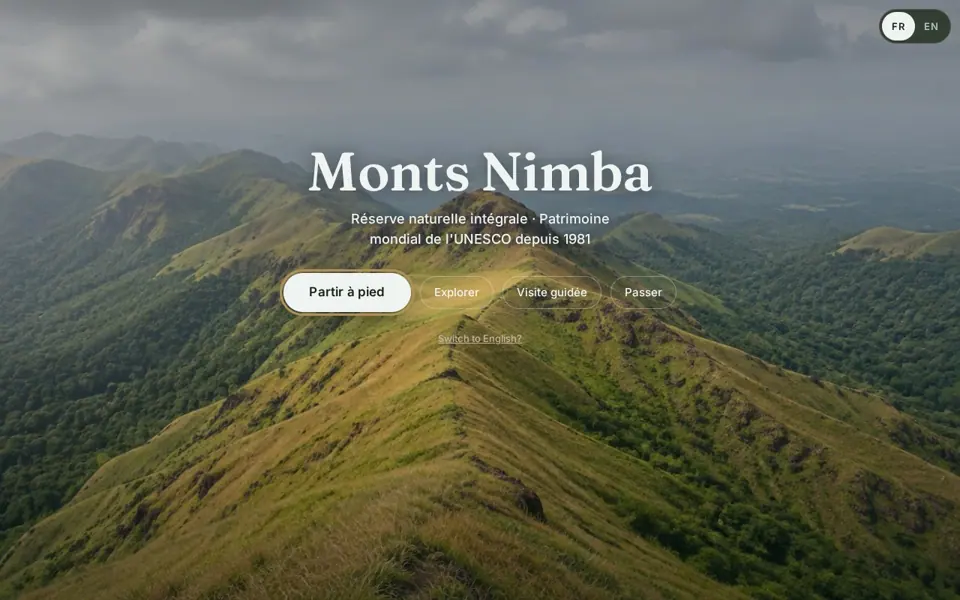 FR EN
Monts Nimba
Réserve naturelle intégrale · Patrimoine
mondial de l'UNESCO depuis 1981
Partir à pied Explorer Visite guidée Passer
Switch to English?